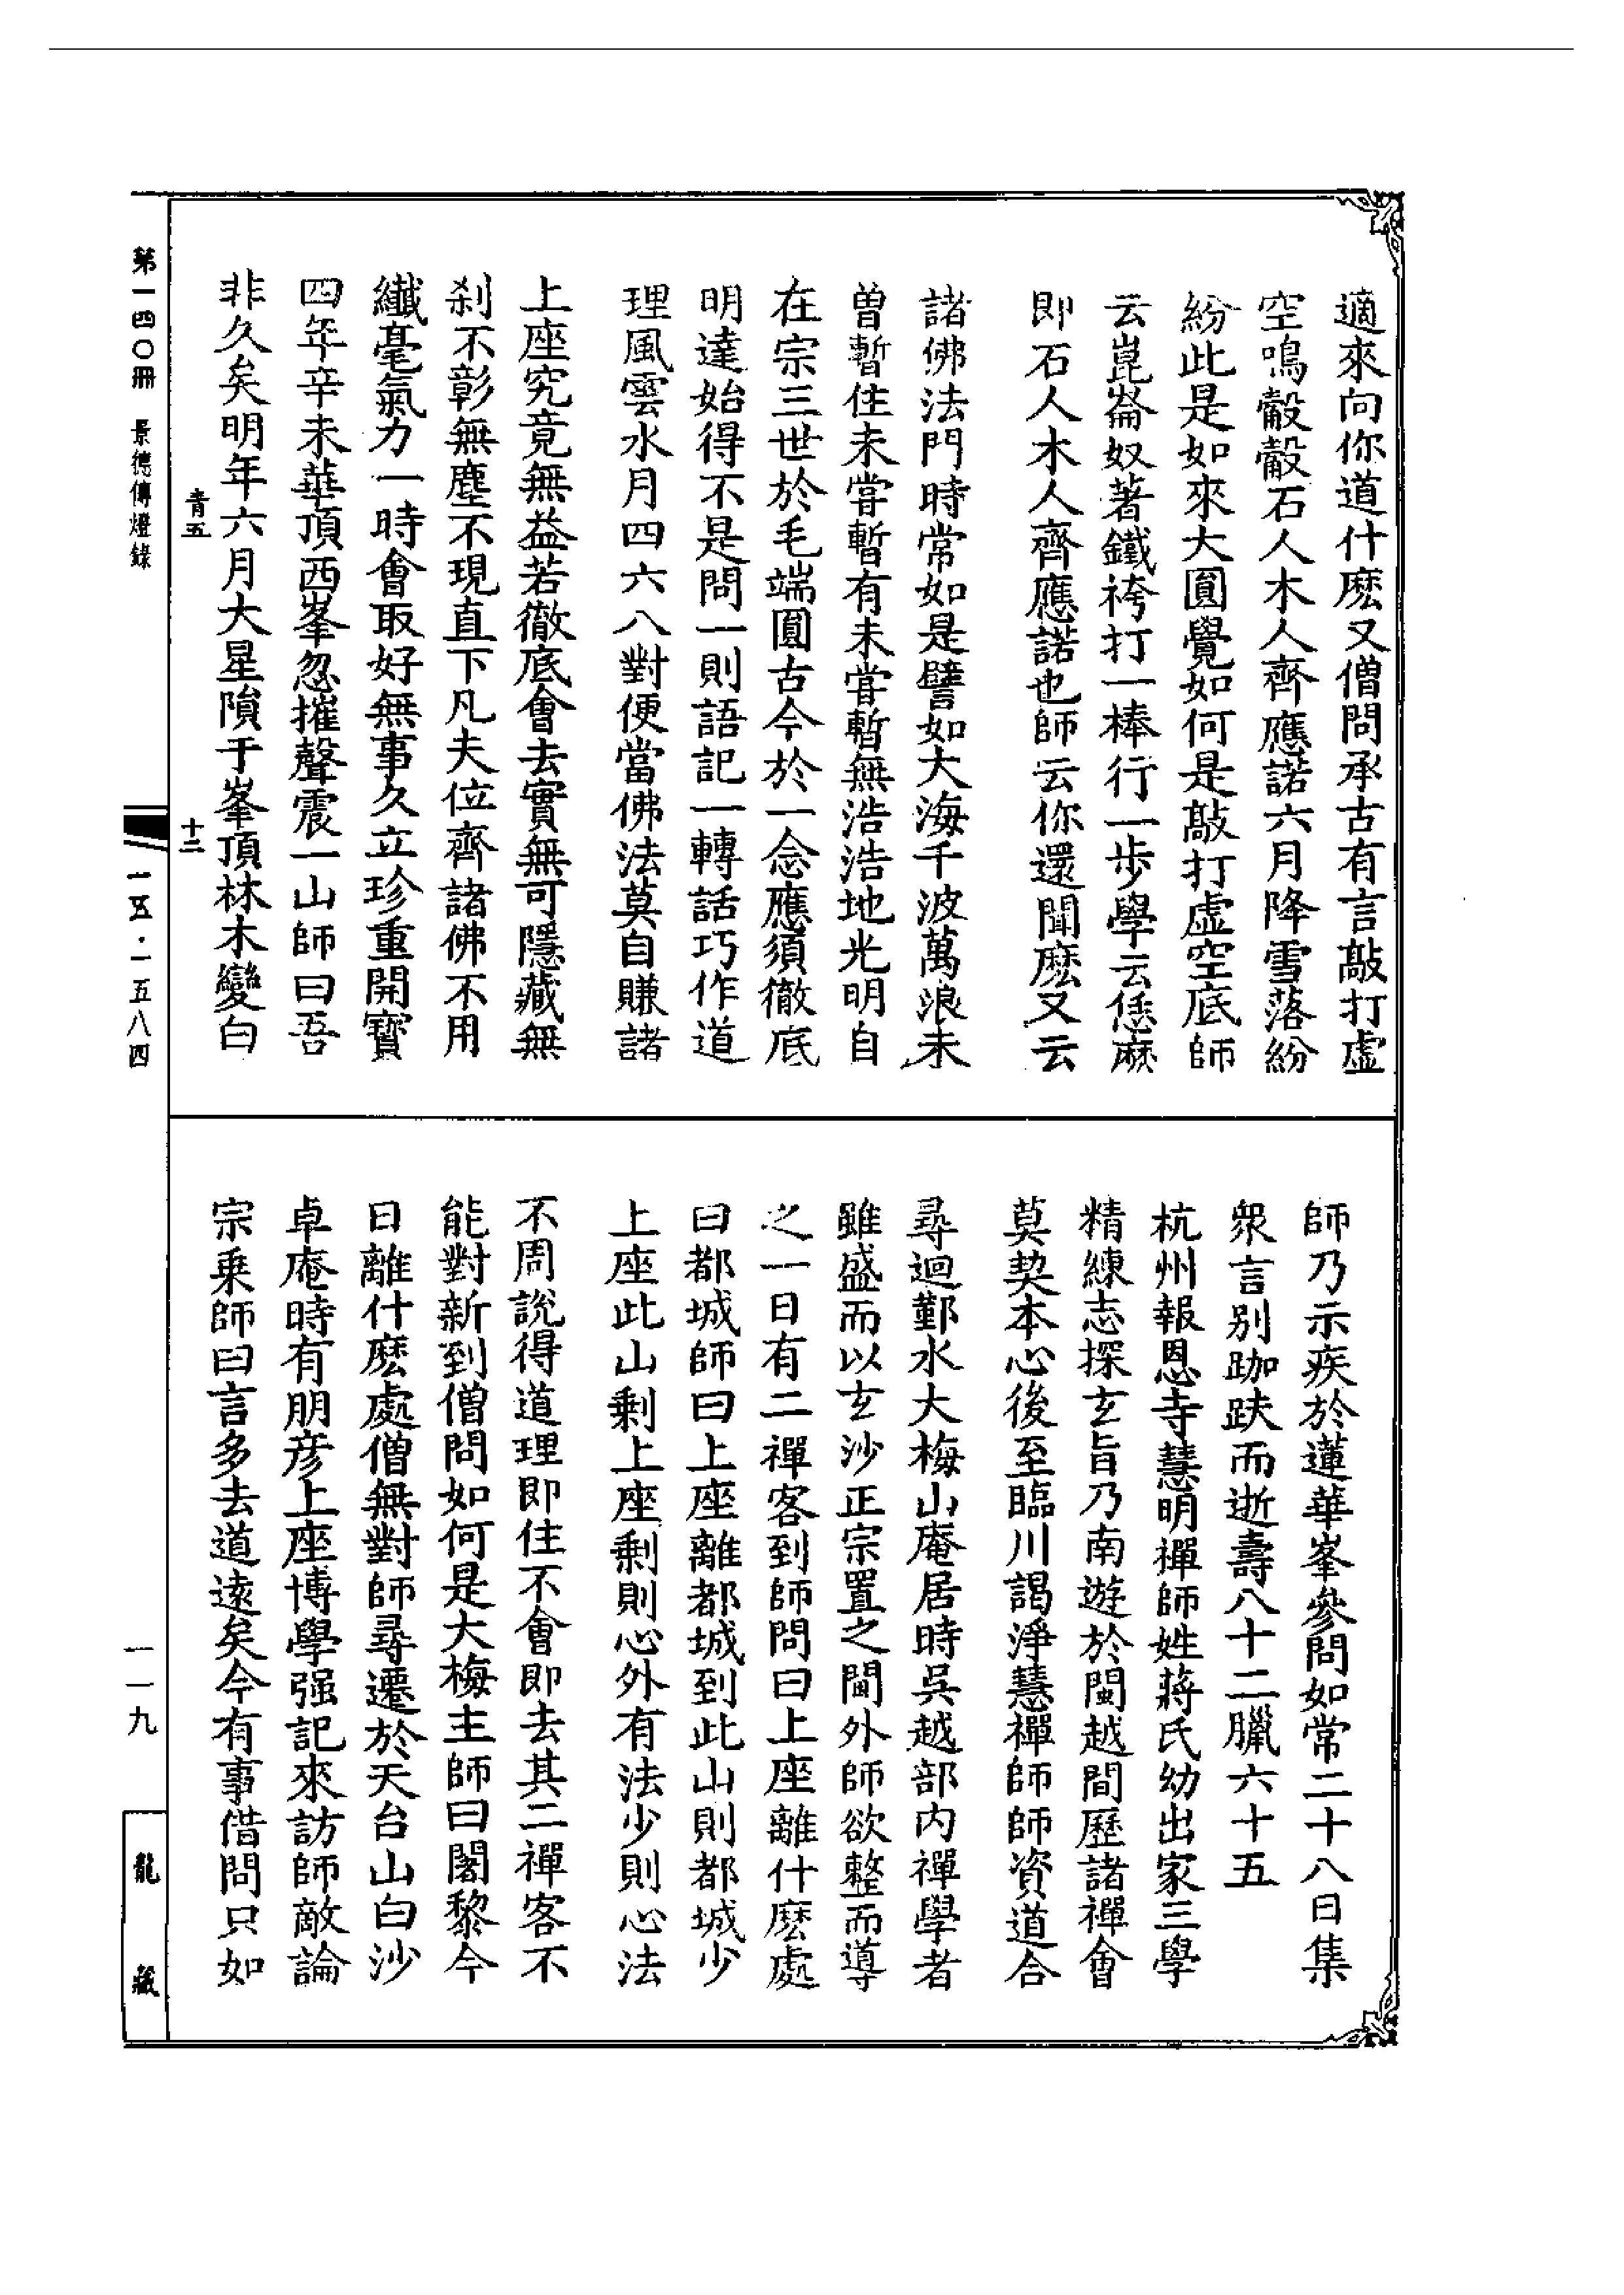 適來向你道什麽又僧問承古有言敲打虛
空鳴觳觳石人木人齊應諾六月降雪落紛
紛此是如來大圓覺如何是敲打虛空底師
云崑崙奴著鐵袴打一棒行一步學云恁麽
即石人木人齊應諾也師云你還聞麽又云
諸佛法門時常如是譬如大海千波萬浪未
曾暫住未甞暫有未甞暫無浩浩地光明自
在宗三世於毛端圓古今於一念應須徹底
明達始得不是問一則語記一轉話巧作道
理風雲水月四六八對便當佛法莫自賺諸
上座究竟無益若徹底會去實無可隱藏無
刹不彰無塵不現直下凡夫位齊諸佛不用
纖毫氣力一時會取好無事久立珍重開寶
四年辛未華頂西峯忽摧聲震一山師曰吾
非久矣明年六月大星隕于峯頂林木變白
青五
十三
師乃示疾於蓮華峯參問如常二十八日集
衆言別跏趺而逝壽八十二臘六十五
杭州報恩寺慧明禪師姓蔣氏幼出家三學
精練志探玄旨乃南遊於閩越間歷諸禪會
莫契本心後至臨川謁淨慧禪師師資道合
尋迴鄞水大梅山庵居時吳越部內禪學者
雖盛而以玄沙正宗置之閫外師欲整而導
之一日有二禪客到師問曰上座離什麽處
曰都城師曰上座離都城到此山則都城少
上座此山剩上座剩則心外有法少則心法
不周說得道理即住不會即去其二禪客不
能對新到僧問如何是大梅主師曰闍黎今
日離什麽處僧無對師尋遷於天台山白沙
卓庵時有朋彥上座博學强記來訪師敵論
宗乘師曰言多去道遠矣今有事借問只如
第一四〇冊 景德傳燈錄
一五·一五八四
一一九
龍藏